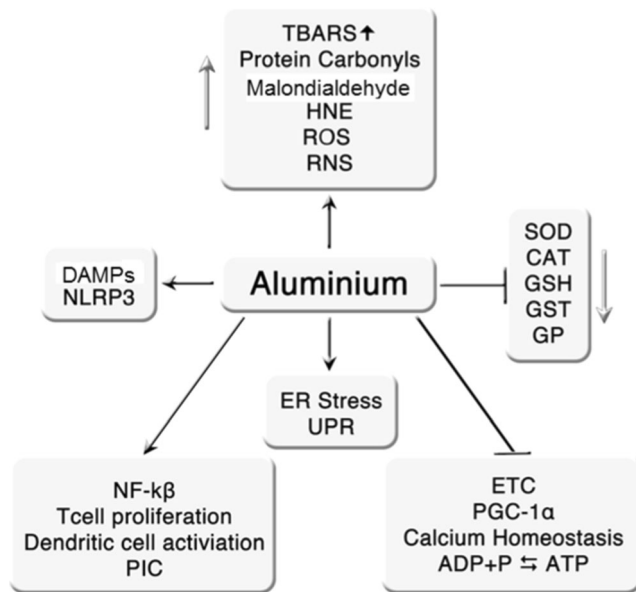 TBARS↑
Protein Carbonyls
Malondialdehyde
HNE
ROS
RNS
SOD
CAT
GSH
GST
GP
DAMPs
NLRP3
Aluminium
ER Stress
UPR
NF-kβ
Tcell proliferation
Dendritic cell activiation
PIC
ETC
PGC-1α
Calcium Homeostasis
ADP+P ⇆ ATP